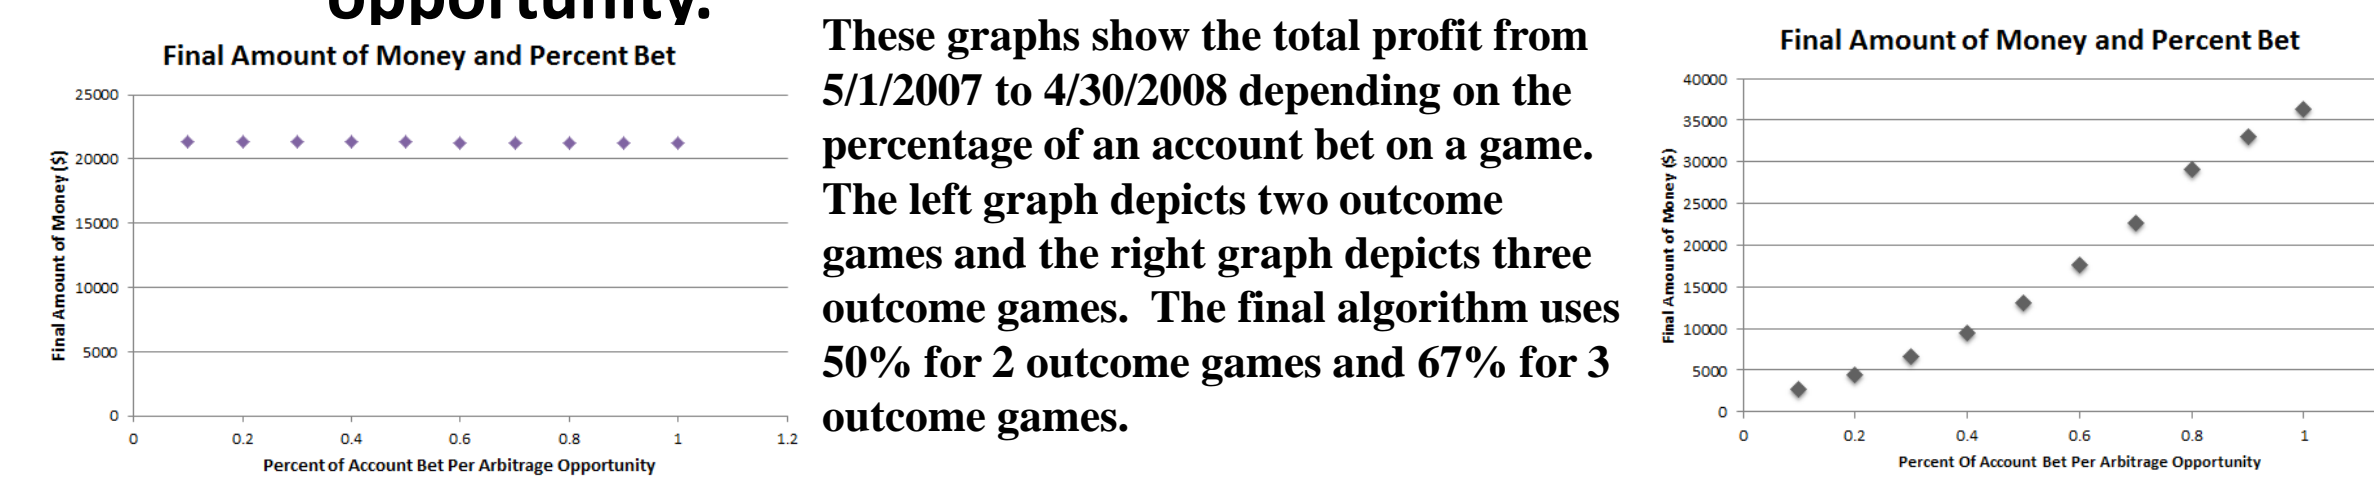 opportunity.
Final Amount of Money and Percent Bet
25000
20000
15000
10000
5000
0
Final Amount of Money ($)
0 0.2 0.4 0.6 0.8 1 1.2
Percent of Account Bet Per Arbitrage Opportunity
These graphs show the total profit from
5/1/2007 to 4/30/2008 depending on the
percentage of an account bet on a game.
The left graph depicts two outcome
games and the right graph depicts three
outcome games.  The final algorithm uses
50% for 2 outcome games and 67% for 3
outcome games.
Final Amount of Money and Percent Bet
40000
35000
30000
25000
20000
15000
10000
5000
0
Final Amount of Money ($)
0 0.2 0.4 0.6 0.8 1
Percent Of Account Bet Per Arbitrage Opportunity